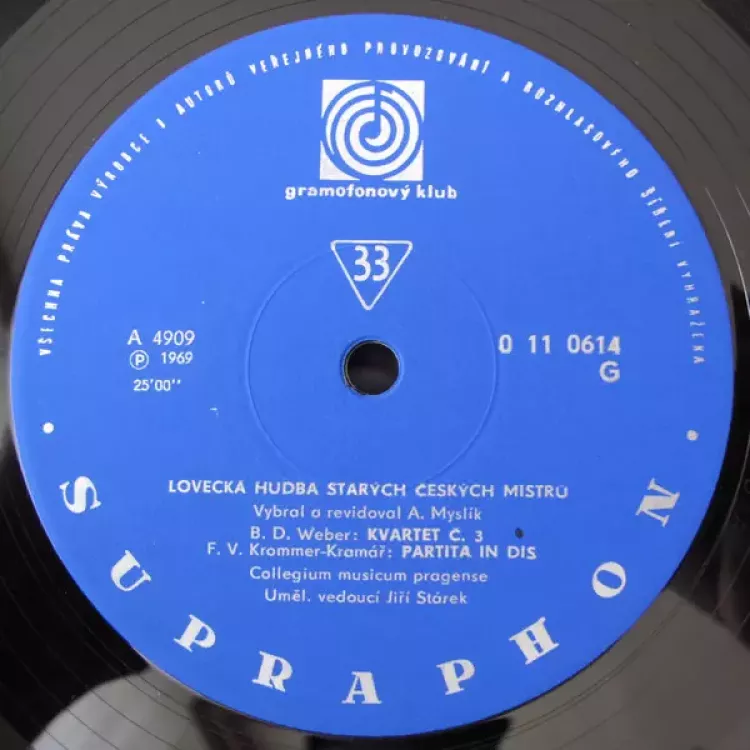 VŠECHNA PRÁVA VÝROBCE I AUTORŮ VEŘEJNÉHO PROVOZOVÁNÍ A ROZHLASOVÉHO ŠÍŘENÍ VYHRAŽENA
gramofonový klub
33
A 4909
Ⓟ 1969
25'00''
0 11 0614
G
LOVECKÁ HUDBA STARÝCH ČESKÝCH MISTRŮ
Vybral a revidoval A. Myslík
B. D. Weber: KVARTET Č. 3
F. V. Krommer-Kramář: PARTITA IN DIS
Collegium musicum pragense
Uměl. vedoucí Jiří Stárek
SUPRAPHON